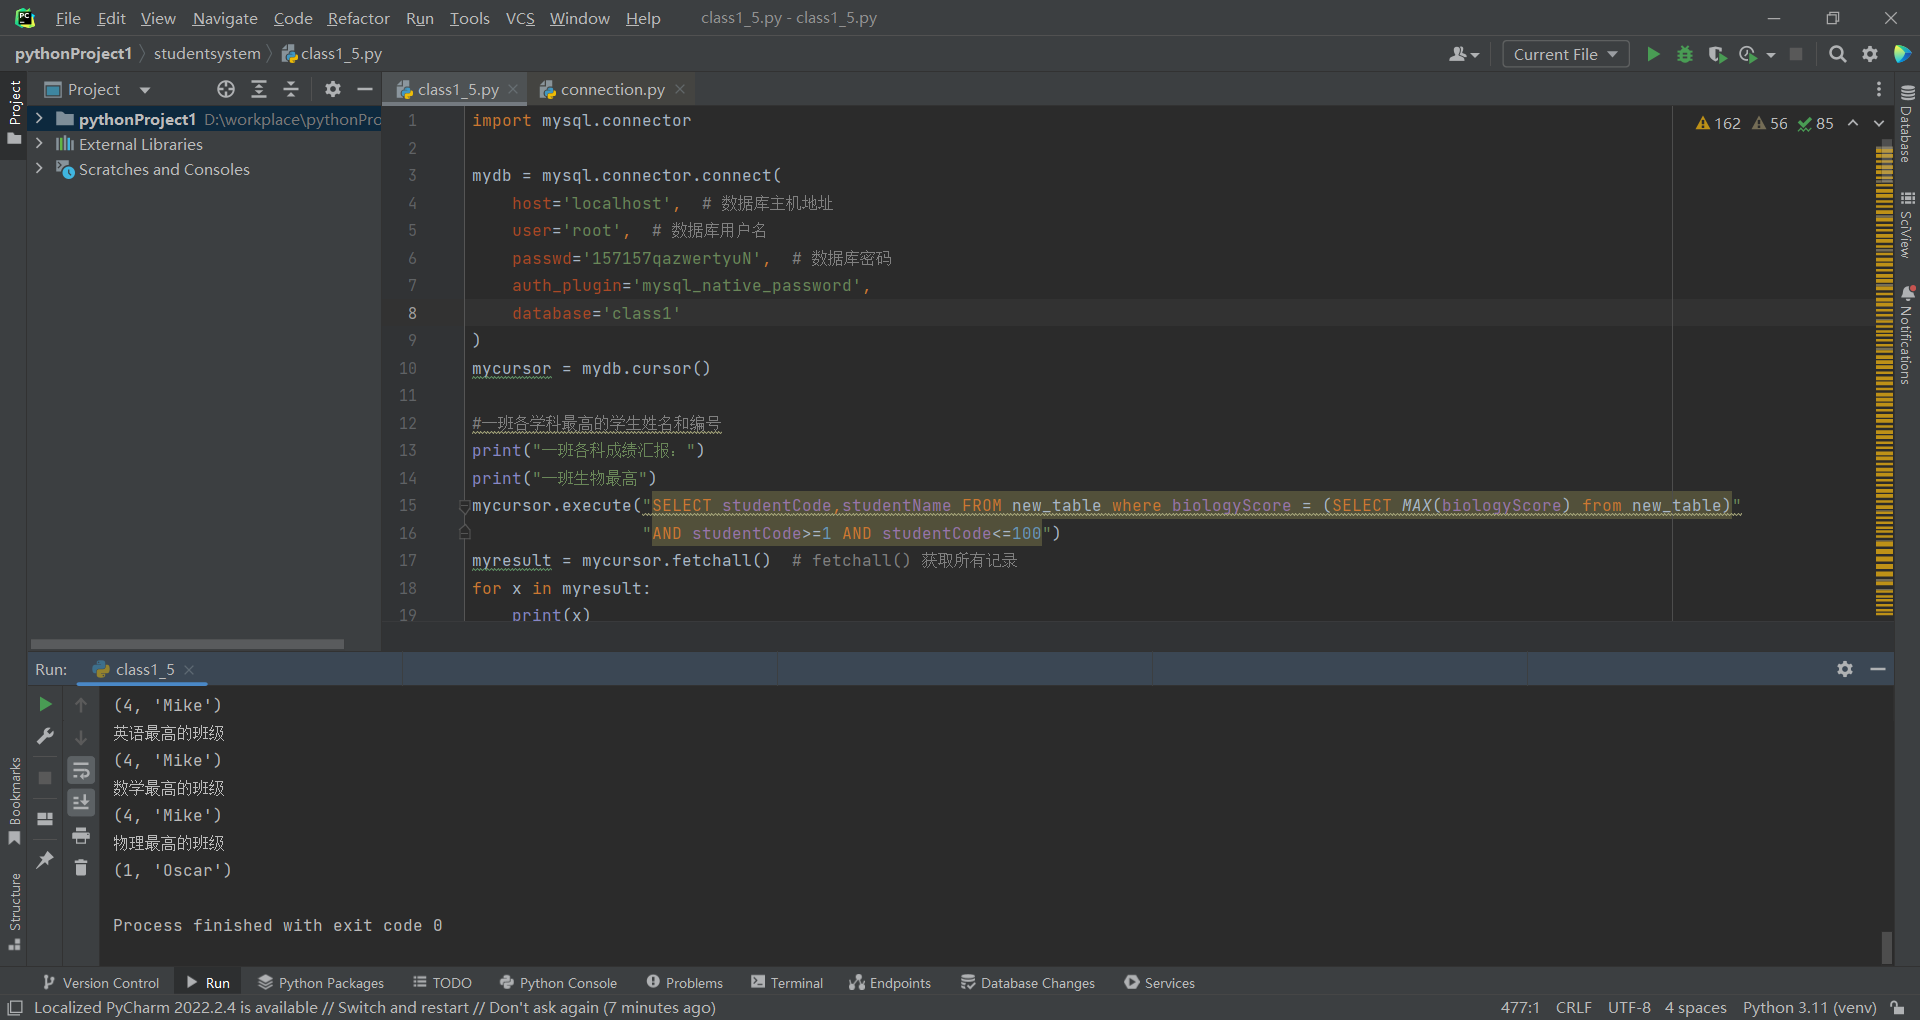 File Edit View Navigate Code Refactor Run Tools VCS Window Help class1_5.py - class1_5.py
pythonProject1 studentsystem class1_5.py Current File
Project class1_5.py connection.py
Project
pythonProject1 D:\workplace\pythonPro
External Libraries
Scratches and Consoles
1 import mysql.connector
162 56 85
2
3 mydb = mysql.connector.connect(
4 host='localhost', # 数据库主机地址
5 user='root', # 数据库用户名
6 passwd='157157qazwertyuN', # 数据库密码
7 auth_plugin='mysql_native_password',
8 database='class1'
9 )
10 mycursor = mydb.cursor()
11
12 #一班各学科最高的学生姓名和编号
13 print("一班各科成绩汇报：")
14 print("一班生物最高")
15 mycursor.execute("SELECT studentCode,studentName FROM new_table where biologyScore = (SELECT MAX(biologyScore) from new_table)"
16 "AND studentCode>=1 AND studentCode<=100")
17 myresult = mycursor.fetchall() # fetchall() 获取所有记录
18 for x in myresult:
19 print(x)
Database
SciView
Notifications
Run: class1_5
(4, 'Mike')
英语最高的班级
(4, 'Mike')
数学最高的班级
(4, 'Mike')
物理最高的班级
(1, 'Oscar')
Process finished with exit code 0
Bookmarks
Structure
Version Control Run Python Packages TODO Python Console Problems Terminal Endpoints Database Changes Services
Localized PyCharm 2022.2.4 is available // Switch and restart // Don't ask again (7 minutes ago) 477:1 CRLF UTF-8 4 spaces Python 3.11 (venv)